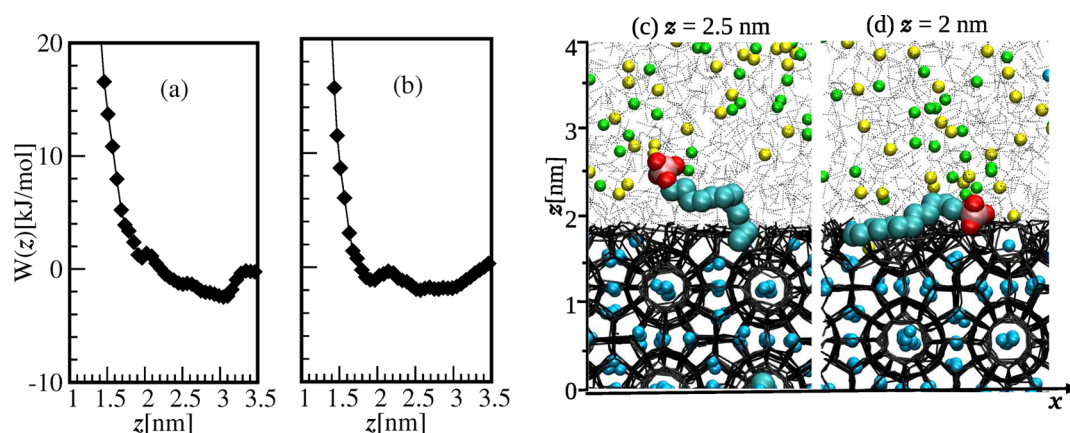 (a)
(b)
W(z)[kJ/mol]
20
10
0
-10
1 1.5 2 2.5 3 3.5
z[nm]
1 1.5 2 2.5 3 3.5
z[nm]
(c) z = 2.5 nm
(d) z = 2 nm
z[nm]
4
3
2
1
0
x